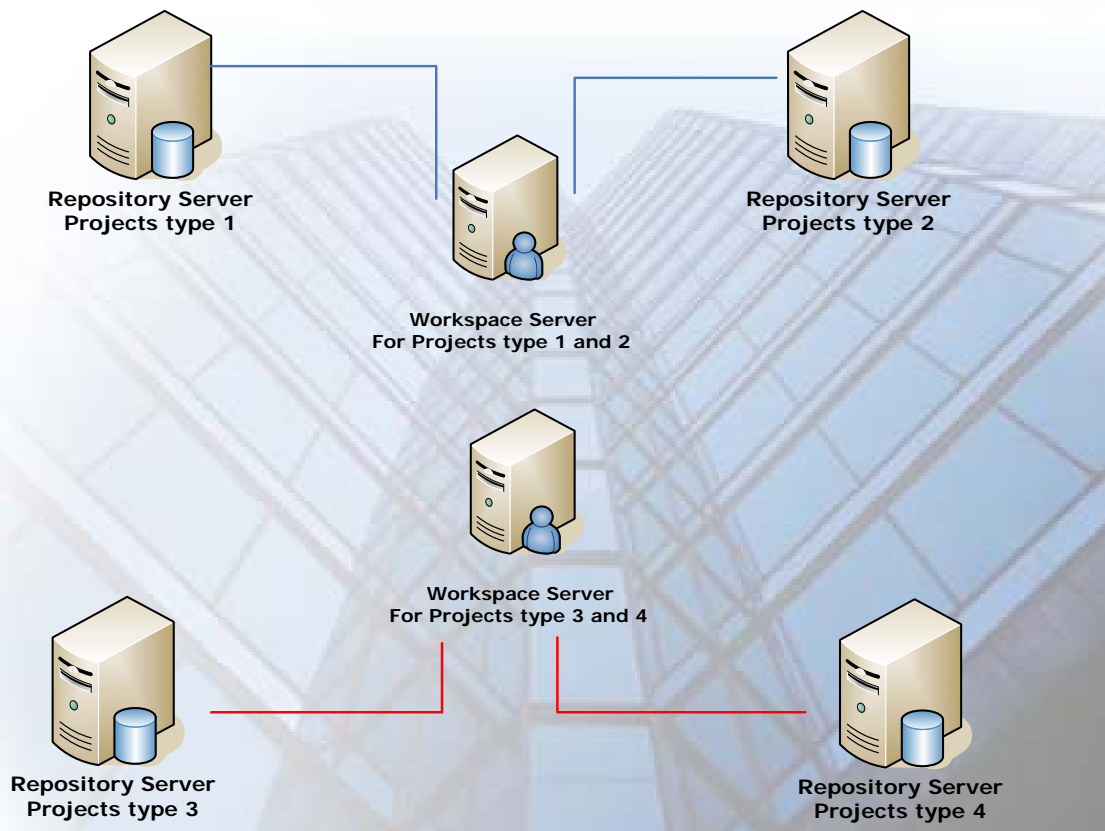 Repository Server
Projects type 1
Repository Server
Projects type 2
Workspace Server
For Projects type 1 and 2
Workspace Server
For Projects type 3 and 4
Repository Server
Projects type 3
Repository Server
Projects type 4